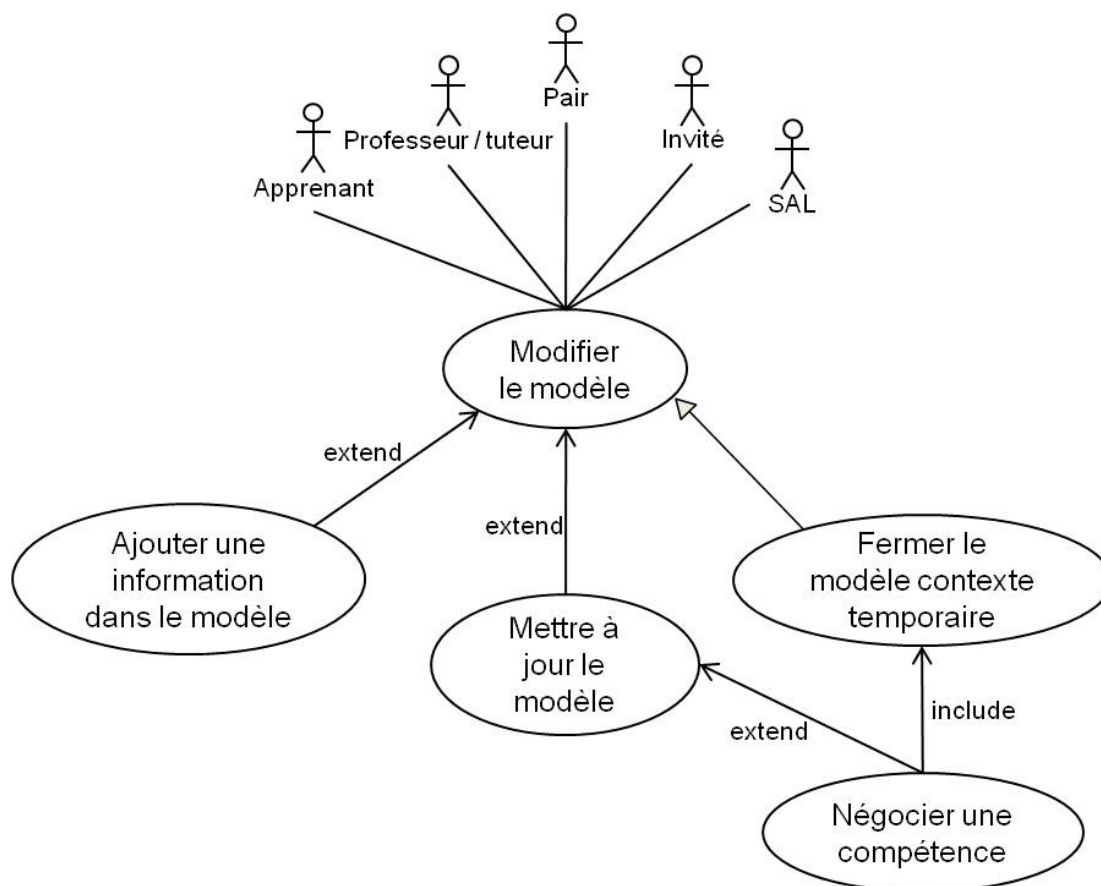 Pair
Professeur / tuteur
Invité
Apprenant
SAL
Modifier
le modèle
extend
extend
Ajouter une
information
dans le modèle
Fermer le
modèle contexte
temporaire
Mettre à
jour le
modèle
extend
include
Négocier une
compétence